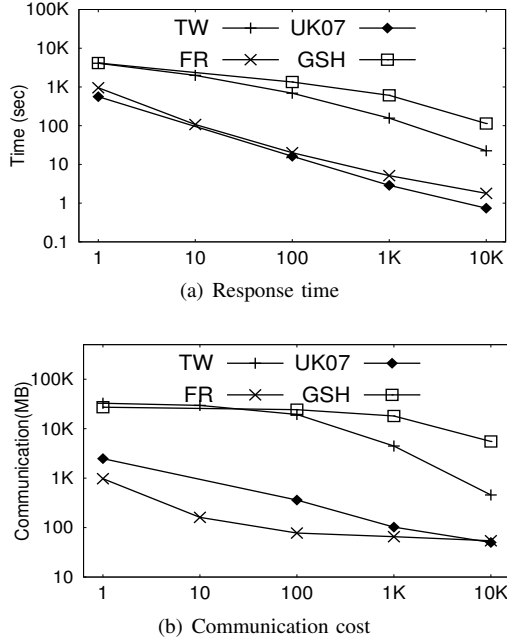 100K
10K
1K
100
10
1
0.1
Time (sec)
TW UK07
FR GSH
1 10 100 1K 10K
(a) Response time
100K
10K
1K
100
10
Communication(MB)
TW UK07
FR GSH
1 10 100 1K 10K
(b) Communication cost